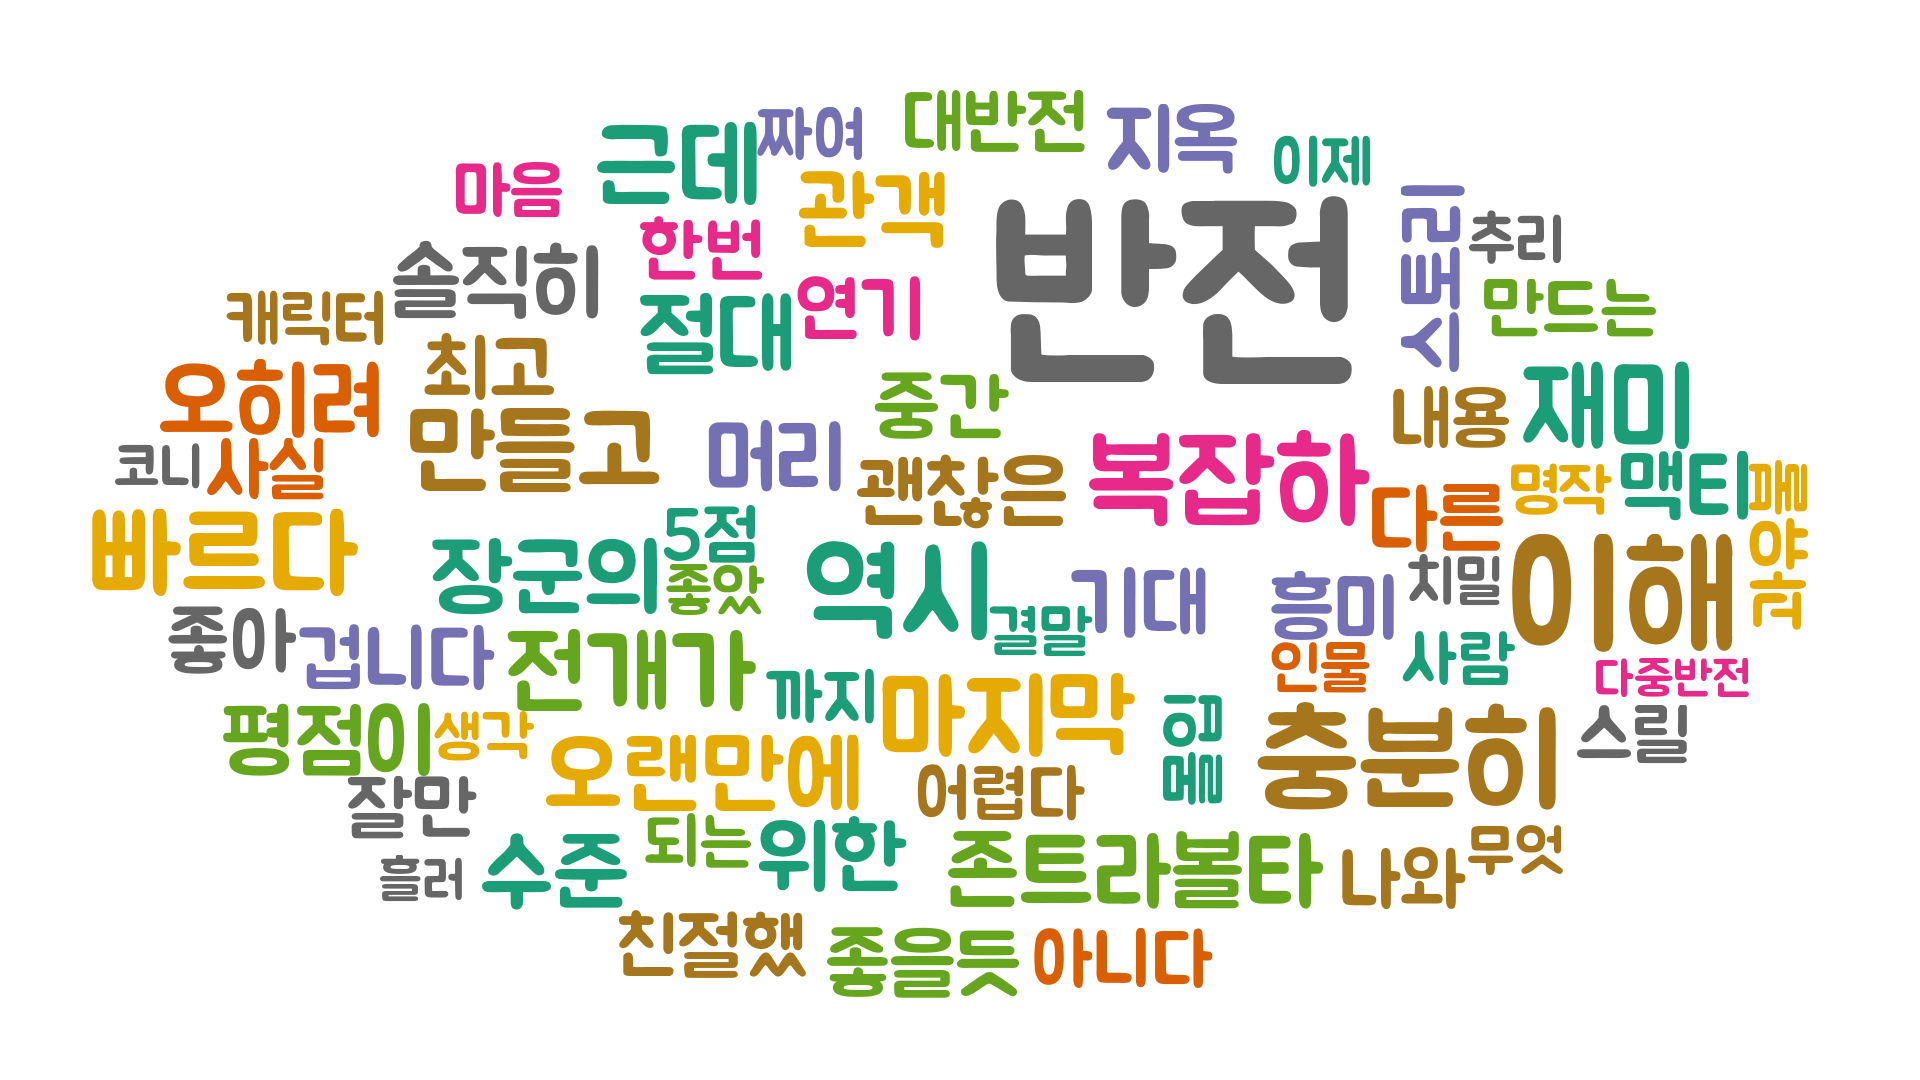 대반전
짜여
지옥
근데
이제
마음
관객
반전
스토리
추리
한번
솔직히
연기
만드는
캐릭터
절대
최고
오히려
재미
중간
내용
만들고
머리
복잡하
괜찮은
코니
사실
다른
명작
맥티
빠르다
5점
장군의
좋았
역시
결말
기대
흥미
치밀
이해
좋아
겁니다
전개가
까지
인물
사람
다중반전
평점이
생각
마지막
충분히
스릴
오랜만에
어렵다
잘만
되는
위한
수준
존트라볼타
나와
무엇
흘러
친절했
좋을듯
아니다